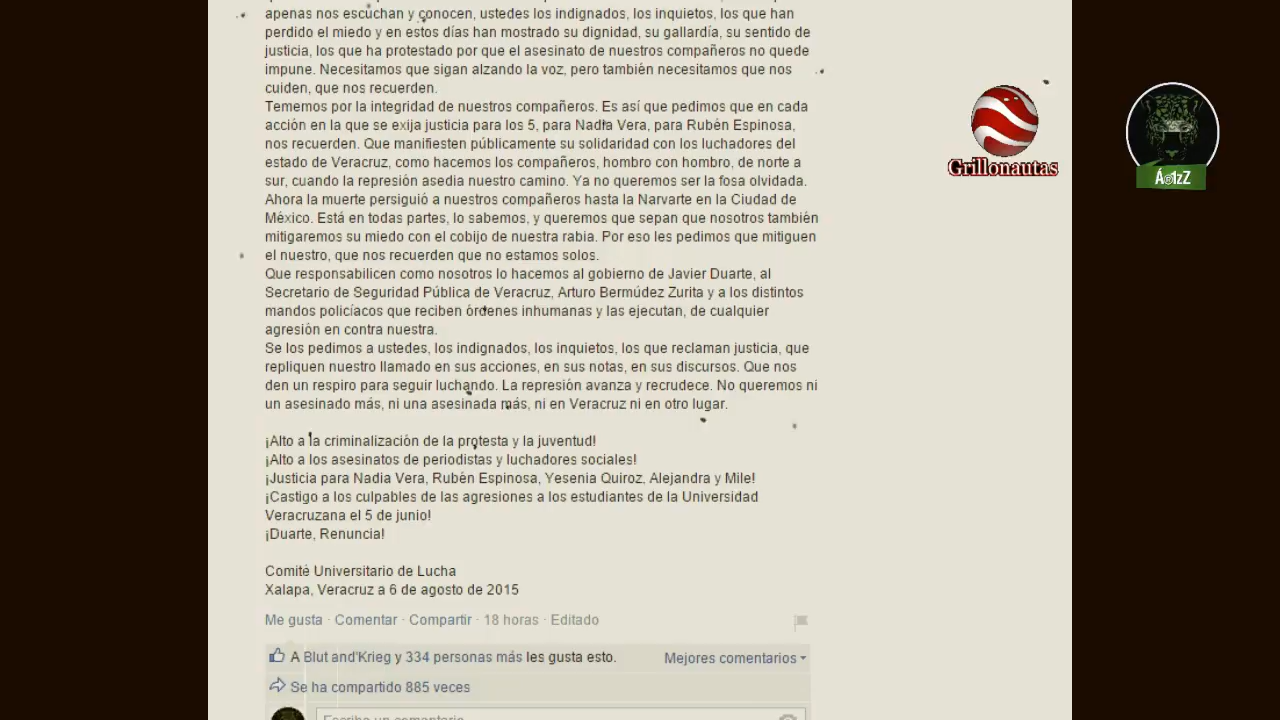 apenas nos escuchan y conocen, ustedes los indignados, los inquietos, los que han
perdido el miedo y en estos días han mostrado su dignidad, su gallardía, su sentido de
justicia, los que ha protestado por que el asesinato de nuestros compañeros no quede
impune. Necesitamos que sigan alzando la voz, pero también necesitamos que nos
cuiden, que nos recuerden.
Tememos por la integridad de nuestros compañeros. Es así que pedimos que en cada
acción en la que se exija justicia para los 5, para Nadia Vera, para Rubén Espinosa,
nos recuerden. Que manifiesten públicamente su solidaridad con los luchadores del
estado de Veracruz, como hacemos los compañeros, hombro con hombro, de norte a
sur, cuando la represión asedia nuestro camino. Ya no queremos ser la fosa olvidada.
Ahora la muerte persiguió a nuestros compañeros hasta la Narvarte en la Ciudad de
México. Está en todas partes, lo sabemos, y queremos que sepan que nosotros también
mitigaremos su miedo con el cobijo de nuestra rabia. Por eso les pedimos que mitiguen
el nuestro, que nos recuerden que no estamos solos.
Que responsabilicen como nosotros lo hacemos al gobierno de Javier Duarte, al
Secretario de Seguridad Pública de Veracruz, Arturo Bermúdez Zurita y a los distintos
mandos policíacos que reciben órdenes inhumanas y las ejecutan, de cualquier
agresión en contra nuestra.
Se los pedimos a ustedes, los indignados, los inquietos, los que reclaman justicia, que
repliquen nuestro llamado en sus acciones, en sus notas, en sus discursos. Que nos
den un respiro para seguir luchando. La represión avanza y recrudece. No queremos ni
un asesinado más, ni una asesinada más, ni en Veracruz ni en otro lugar.
¡Alto a la criminalización de la protesta y la juventud!
¡Alto a los asesinatos de periodistas y luchadores sociales!
¡Justicia para Nadia Vera, Rubén Espinosa, Yesenia Quiroz, Alejandra y Mile!
¡Castigo a los culpables de las agresiones a los estudiantes de la Universidad
Veracruzana el 5 de junio!
¡Duarte, Renuncia!
Comité Universitario de Lucha
Xalapa, Veracruz a 6 de agosto de 2015
Me gusta · Comentar · Compartir · 18 horas · Editado
A Blut and'Krieg y 334 personas más les gusta esto.
Mejores comentarios
Se ha compartido 885 veces
Escribe un comentario
Grillonautas
Á@1zZ